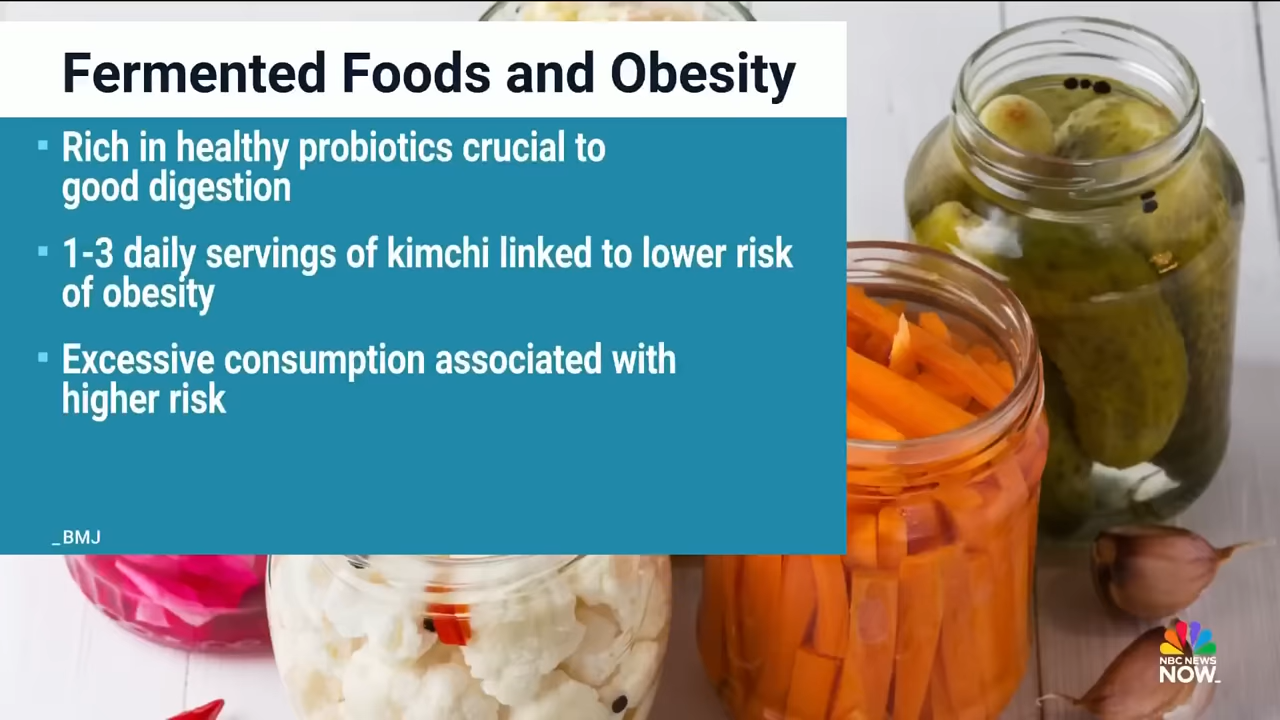 Fermented Foods and Obesity
Rich in healthy probiotics crucial to
good digestion
1-3 daily servings of kimchi linked to lower risk
of obesity
Excessive consumption associated with
higher risk
_BMJ
NBC NEWS
NOW_